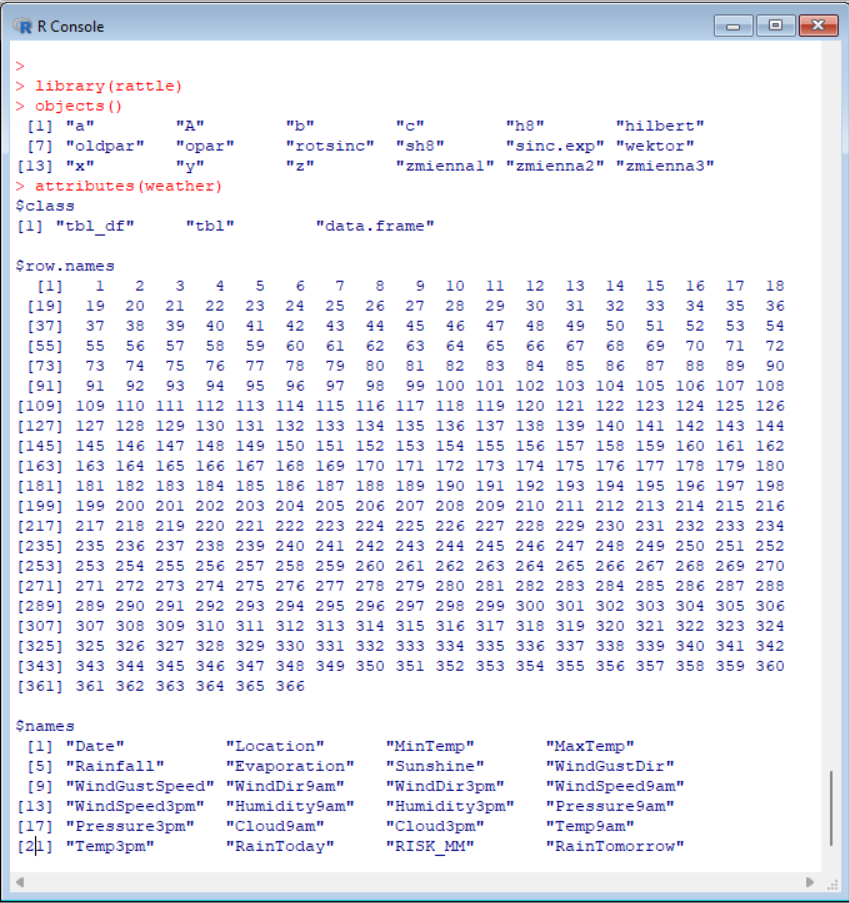 R Console
>
> library(rattle)
> objects()
 [1] "a"        "A"        "b"        "c"        "h8"       "hilbert"
 [7] "oldpar"   "opar"     "rotsinc"  "sh8"      "sinc.exp" "wektor"
[13] "x"        "y"        "z"        "zmienna1" "zmienna2" "zmienna3"
> attributes(weather)
$class
[1] "tbl_df"     "tbl"        "data.frame"
$row.names
  [1]   1   2   3   4   5   6   7   8   9  10  11  12  13  14  15  16  17  18
 [19]  19  20  21  22  23  24  25  26  27  28  29  30  31  32  33  34  35  36
 [37]  37  38  39  40  41  42  43  44  45  46  47  48  49  50  51  52  53  54
 [55]  55  56  57  58  59  60  61  62  63  64  65  66  67  68  69  70  71  72
 [73]  73  74  75  76  77  78  79  80  81  82  83  84  85  86  87  88  89  90
 [91]  91  92  93  94  95  96  97  98  99 100 101 102 103 104 105 106 107 108
[109] 109 110 111 112 113 114 115 116 117 118 119 120 121 122 123 124 125 126
[127] 127 128 129 130 131 132 133 134 135 136 137 138 139 140 141 142 143 144
[145] 145 146 147 148 149 150 151 152 153 154 155 156 157 158 159 160 161 162
[163] 163 164 165 166 167 168 169 170 171 172 173 174 175 176 177 178 179 180
[181] 181 182 183 184 185 186 187 188 189 190 191 192 193 194 195 196 197 198
[199] 199 200 201 202 203 204 205 206 207 208 209 210 211 212 213 214 215 216
[217] 217 218 219 220 221 222 223 224 225 226 227 228 229 230 231 232 233 234
[235] 235 236 237 238 239 240 241 242 243 244 245 246 247 248 249 250 251 252
[253] 253 254 255 256 257 258 259 260 261 262 263 264 265 266 267 268 269 270
[271] 271 272 273 274 275 276 277 278 279 280 281 282 283 284 285 286 287 288
[289] 289 290 291 292 293 294 295 296 297 298 299 300 301 302 303 304 305 306
[307] 307 308 309 310 311 312 313 314 315 316 317 318 319 320 321 322 323 324
[325] 325 326 327 328 329 330 331 332 333 334 335 336 337 338 339 340 341 342
[343] 343 344 345 346 347 348 349 350 351 352 353 354 355 356 357 358 359 360
[361] 361 362 363 364 365 366
$names
 [1] "Date"          "Location"      "MinTemp"       "MaxTemp"
 [5] "Rainfall"      "Evaporation"   "Sunshine"      "WindGustDir"
 [9] "WindGustSpeed" "WindDir9am"    "WindDir3pm"    "WindSpeed9am"
[13] "WindSpeed3pm"  "Humidity9am"   "Humidity3pm"   "Pressure9am"
[17] "Pressure3pm"   "Cloud9am"      "Cloud3pm"      "Temp9am"
[21] "Temp3pm"       "RainToday"     "RISK_MM"       "RainTomorrow"